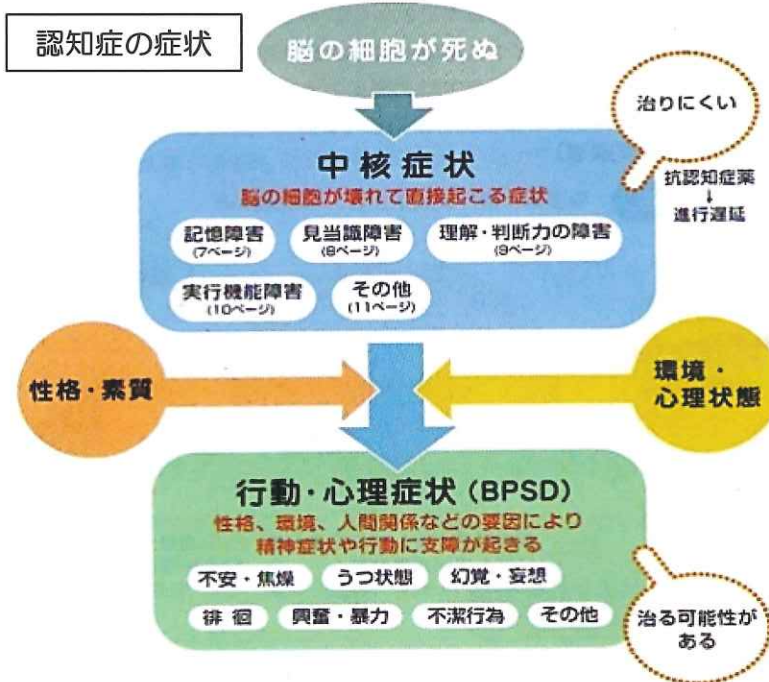 認知症の症状
脳の細胞が死ぬ
治りにくい
中核症状
脳の細胞が壊れて直接起こる症状
抗認知症薬
↓
進行遅延
記憶障害
(7ページ)
見当識障害
(8ページ)
理解・判断力の障害
(9ページ)
実行機能障害
(10ページ)
その他
(11ページ)
性格・素質
環境・
心理状態
行動・心理症状(BPSD)
性格、環境、人間関係などの要因により
精神症状や行動に支障が起きる
不安・焦燥
うつ状態
幻覚・妄想
徘徊
興奮・暴力
不潔行為
その他
治る可能性が
ある